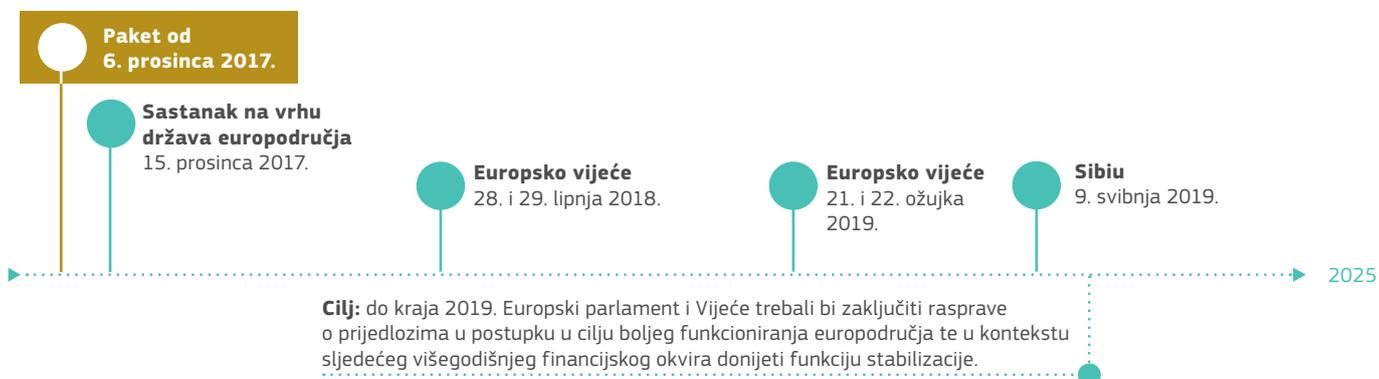 Paket od
6. prosinca 2017.
Sastanak na vrhu
država europodručja
15. prosinca 2017.
Europsko vijeće
28. i 29. lipnja 2018.
Europsko vijeće
21. i 22. ožujka
2019.
Sibiu
9. svibnja 2019.
2025
Cilj: do kraja 2019. Europski parlament i Vijeće trebali bi zaključiti rasprave
o prijedlozima u postupku u cilju boljeg funkcioniranja europodručja te u kontekstu
sljedećeg višegodišnjeg financijskog okvira donijeti funkciju stabilizacije.